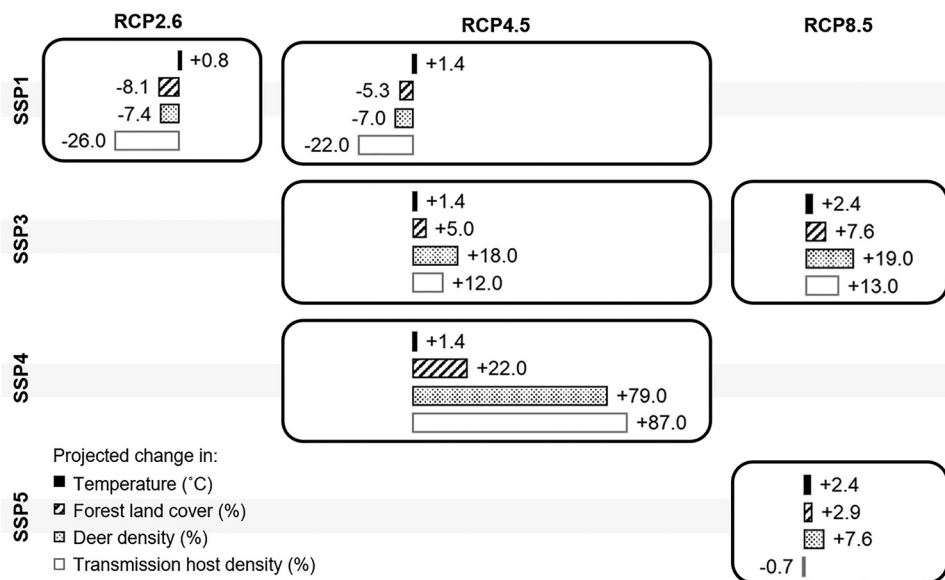 RCP2.6 RCP4.5 RCP8.5
SSP1
+0.8
-8.1
-7.4
-26.0
+1.4
-5.3
-7.0
-22.0
SSP3
+1.4
+5.0
+18.0
+12.0
+2.4
+7.6
+19.0
+13.0
SSP4
+1.4
+22.0
+79.0
+87.0
SSP5
+2.4
+2.9
+7.6
-0.7
Projected change in:
Temperature (˚C)
Forest land cover (%)
Deer density (%)
Transmission host density (%)